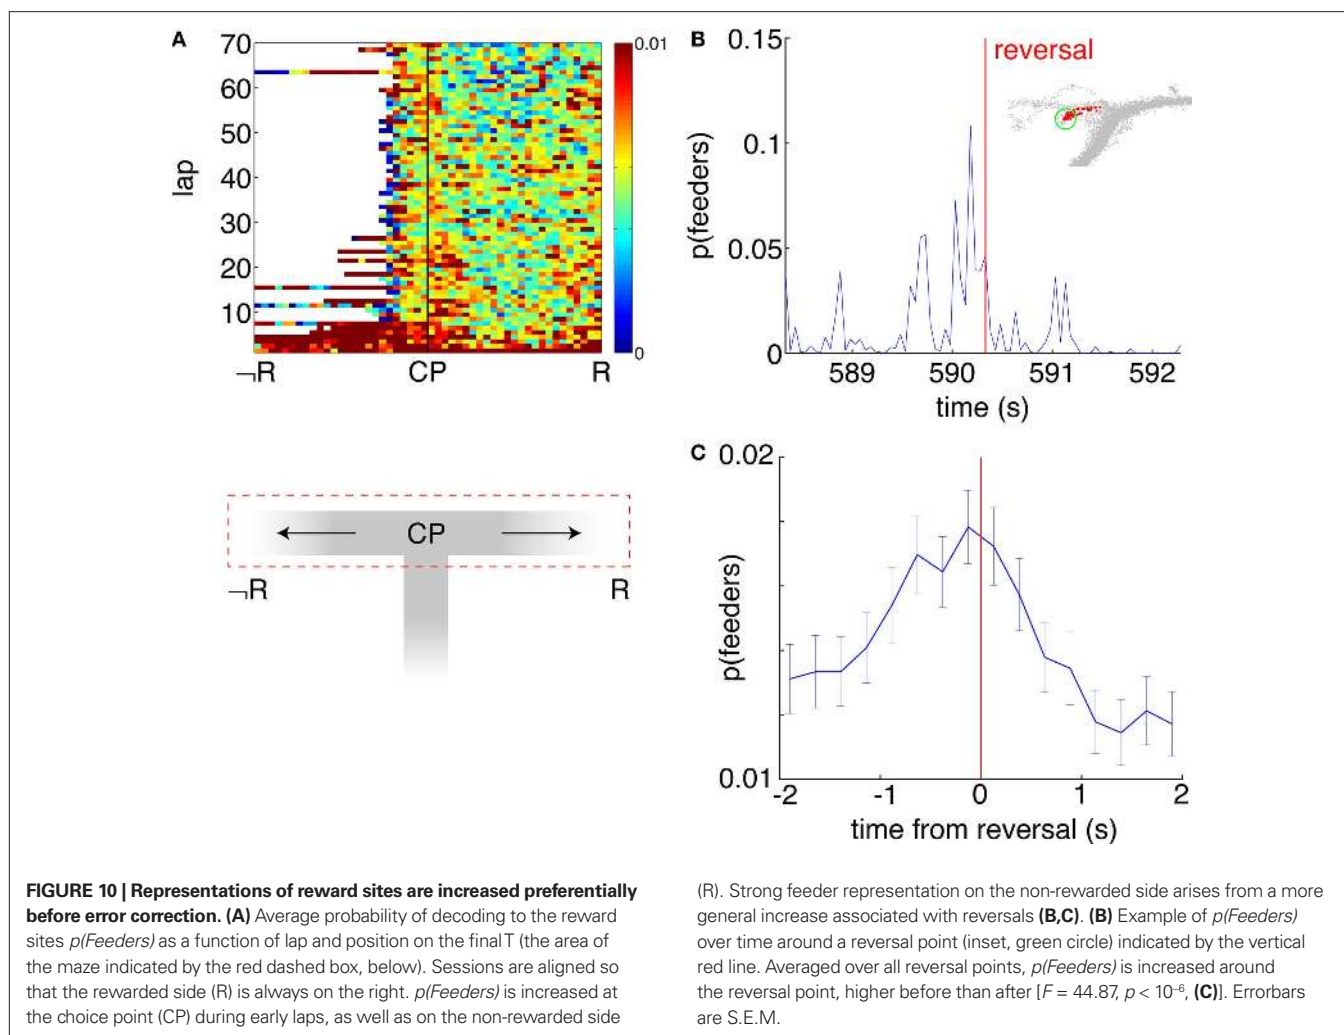 A
lap
70
60
50
40
30
20
10
¬R
CP
R
0.01
0
B
p(feeders)
0.15
0.1
0.05
0
reversal
589
590
591
592
time (s)
CP
¬R
R
C
p(feeders)
0.02
0.01
-2
-1
0
1
2
time from reversal (s)
FIGURE 10 | Representations of reward sites are increased preferentially
before error correction. (A) Average probability of decoding to the reward
sites p(Feeders) as a function of lap and position on the final T (the area of
the maze indicated by the red dashed box, below). Sessions are aligned so
that the rewarded side (R) is always on the right. p(Feeders) is increased at
the choice point (CP) during early laps, as well as on the non-rewarded side
(R). Strong feeder representation on the non-rewarded side arises from a more
general increase associated with reversals (B,C). (B) Example of p(Feeders)
over time around a reversal point (inset, green circle) indicated by the vertical
red line. Averaged over all reversal points, p(Feeders) is increased around
the reversal point, higher before than after [F = 44.87, p < 10⁻⁶, (C)]. Errorbars
are S.E.M.